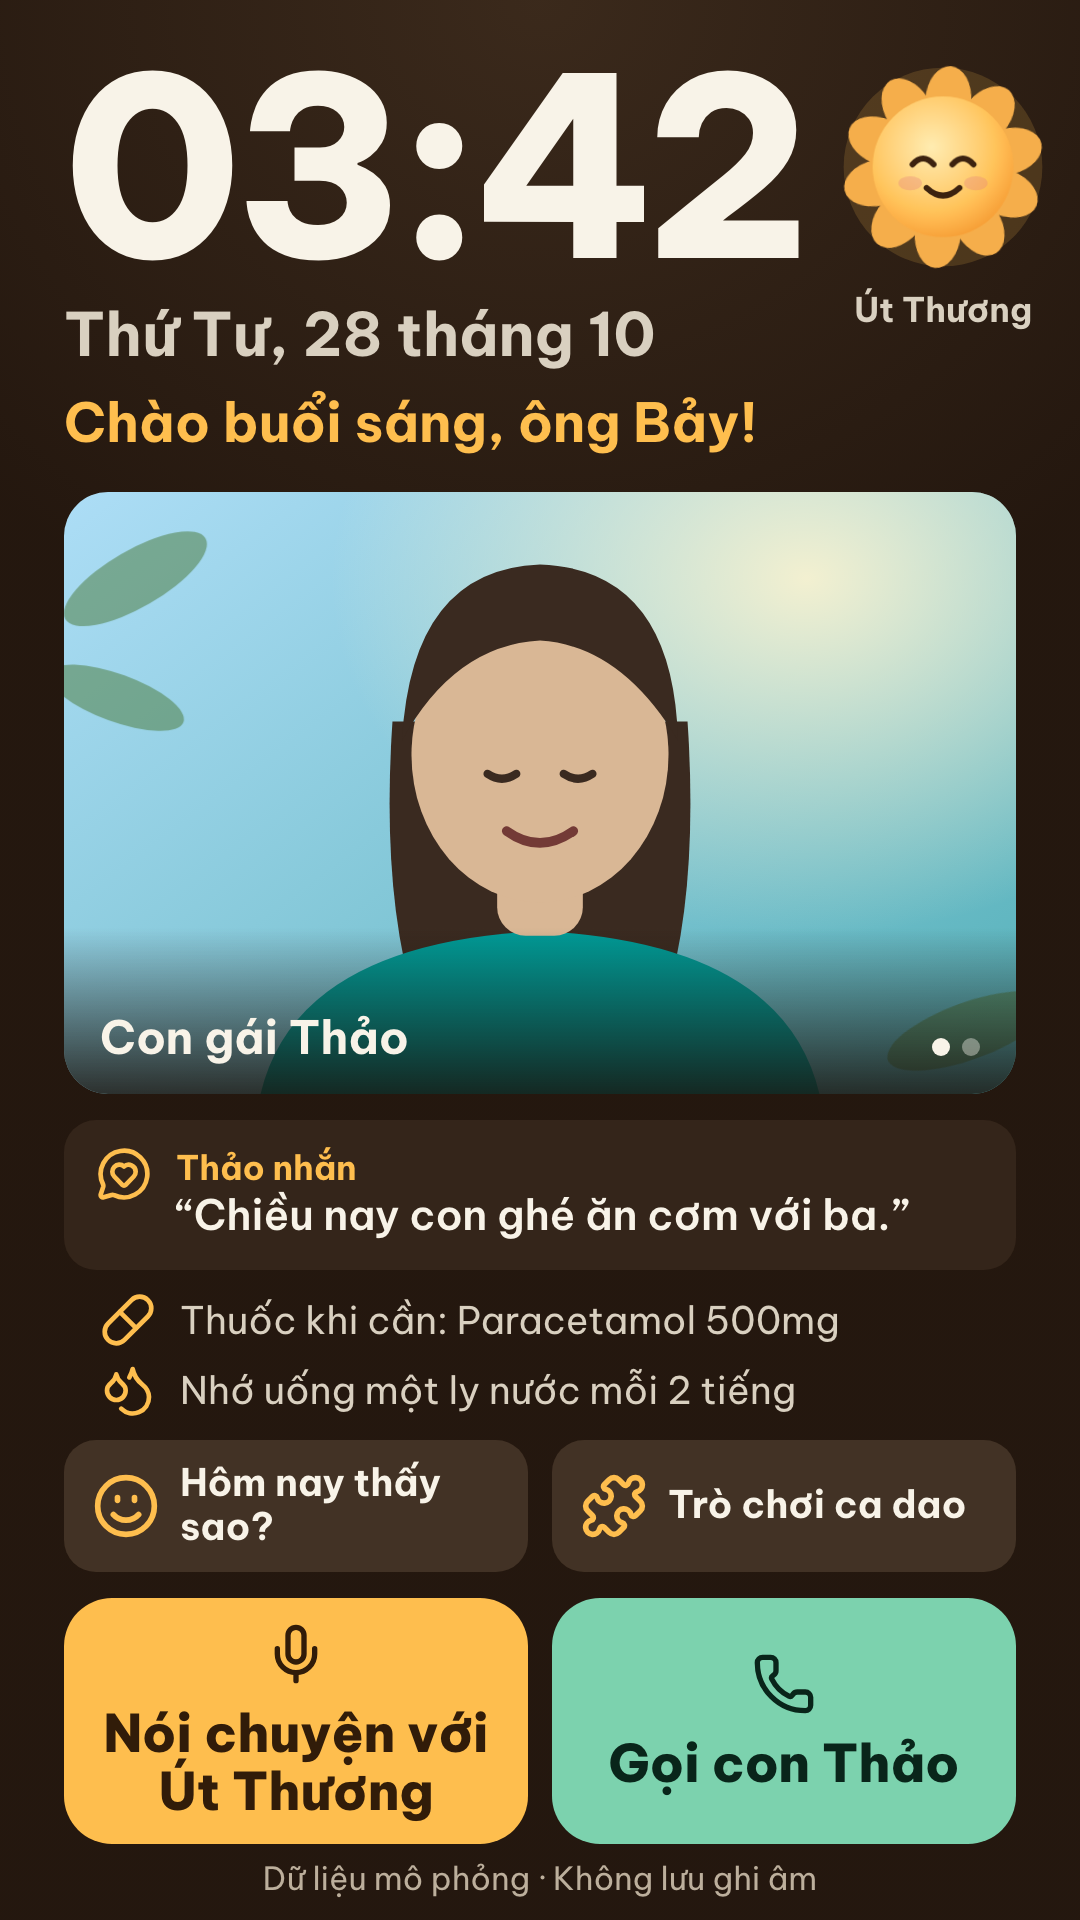 03:42
Út Thương
Thứ Tư, 28 tháng 10
Chào buổi sáng, ông Bảy!
Con gái Thảo
Thảo nhắn
“Chiều nay con ghé ăn cơm với ba.”
Thuốc khi cần: Paracetamol 500mg
Nhớ uống một ly nước mỗi 2 tiếng
Hôm nay thấy
sao?
Trò chơi ca dao
Nói chuyện với
Út Thương
Gọi con Thảo
Dữ liệu mô phỏng · Không lưu ghi âm